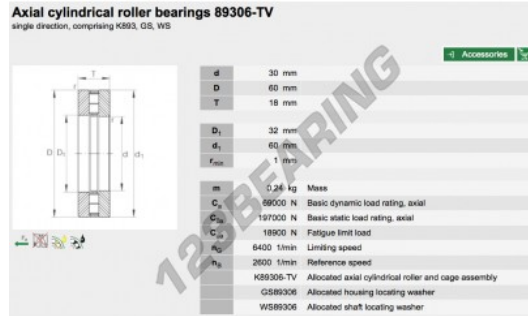 Axial cylindrical roller bearings 89306-TV
single direction, comprising K893, GS, WS
Accessories
T
r
r
D D1 d d1
d 30 mm
D 60 mm
T 18 mm
D1 32 mm
d1 60 mm
rmin 1 mm
m 0,24 kg Mass
Ca 69000 N Basic dynamic load rating, axial
C0a 197000 N Basic static load rating, axial
Cua 18900 N Fatigue limit load
nG 6400 1/min Limiting speed
nB 2600 1/min Reference speed
K89306-TV Allocated axial cylindrical roller and cage assembly
GS89306 Allocated housing locating washer
WS89306 Allocated shaft locating washer
123BEARING